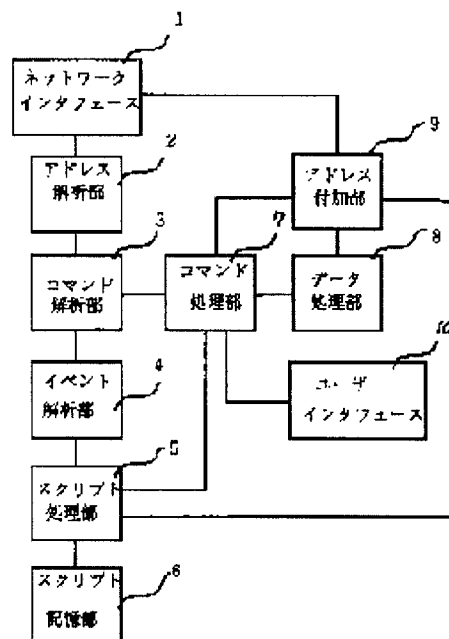 1
ネットワーク
インタフェース
2
アドレス
解析部
3
コマンド
解析部
4
イベント
解析部
5
スクリプト
処理部
6
スクリプト
記憶部
7
コマンド
処理部
8
データ
処理部
9
アドレス
付加部
10
ユーザ
インタフェース